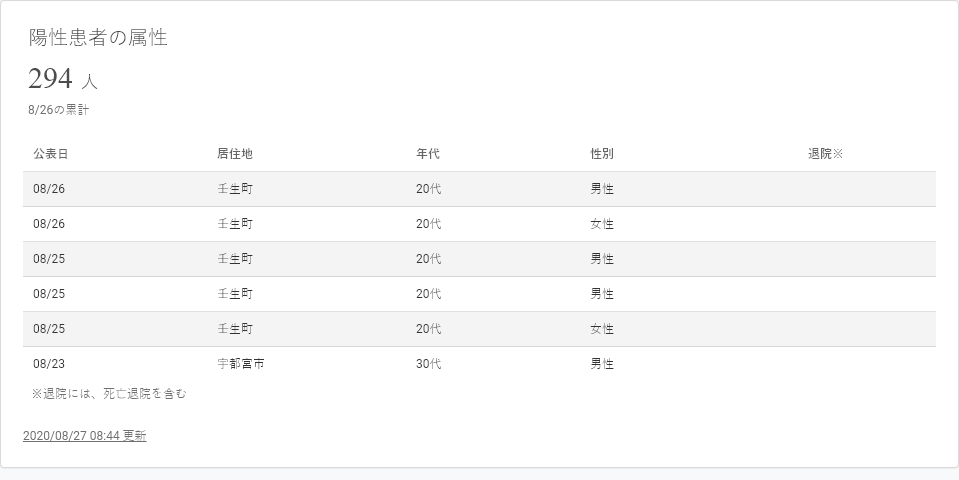 陽性患者の属性
294 人
8/26の累計
公表日 居住地 年代 性別 退院※
08/26 壬生町 20代 男性
08/26 壬生町 20代 女性
08/25 壬生町 20代 男性
08/25 壬生町 20代 男性
08/25 壬生町 20代 女性
08/23 宇都宮市 30代 男性
※退院には、死亡退院を含む
2020/08/27 08:44 更新